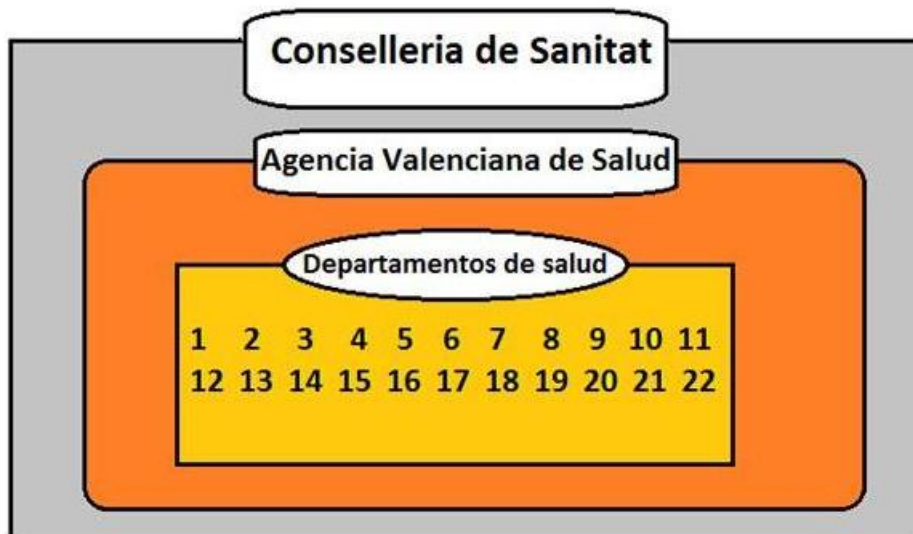 Conselleria de Sanitat
Agencia Valenciana de Salud
Departamentos de salud
1 2 3 4 5 6 7 8 9 10 11
12 13 14 15 16 17 18 19 20 21 22